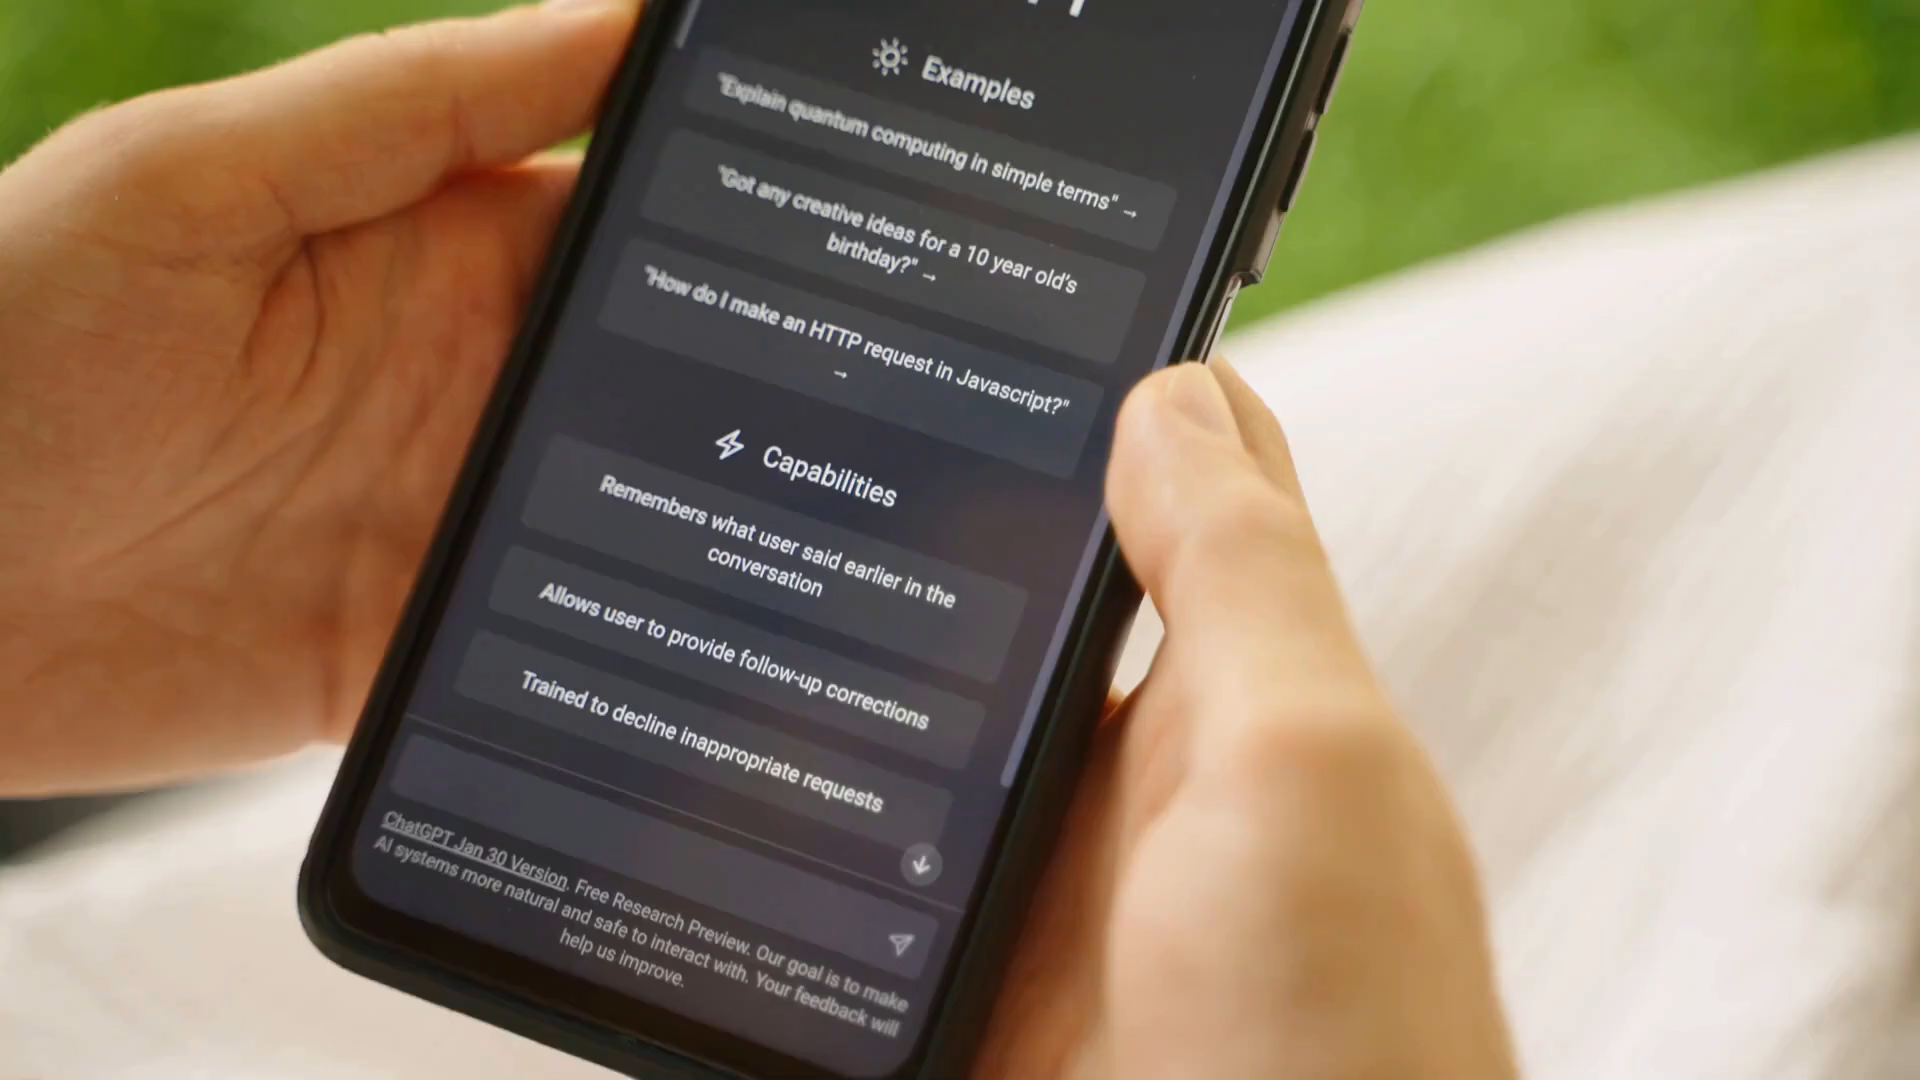 Examples
"Explain quantum computing in simple terms" →
"Got any creative ideas for a 10 year old's
birthday?" →
"How do I make an HTTP request in Javascript?"
→
Capabilities
Remembers what user said earlier in the
conversation
Allows user to provide follow-up corrections
Trained to decline inappropriate requests
ChatGPT Jan 30 Version. Free Research Preview. Our goal is to make
AI systems more natural and safe to interact with. Your feedback will
help us improve.